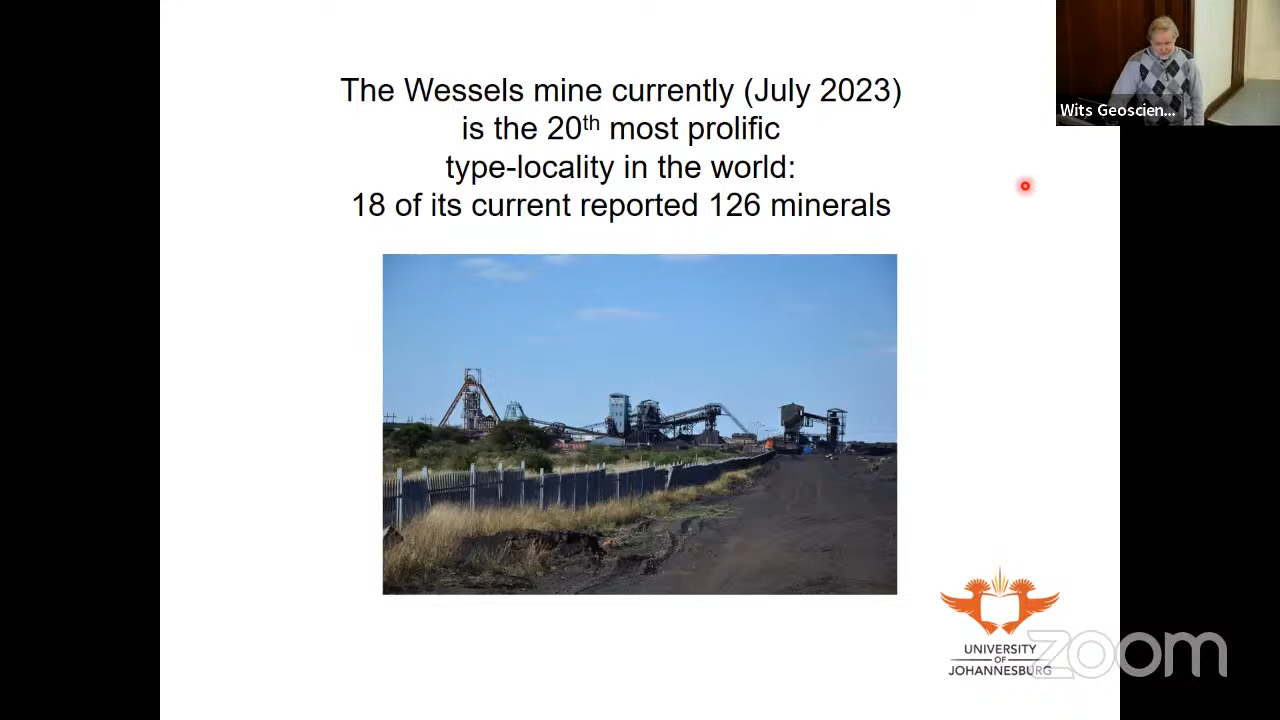 The Wessels mine currently (July 2023)
is the 20th most prolific
type-locality in the world:
18 of its current reported 126 minerals
Wits Geoscien...
UNIVERSITY
OF
JOHANNESBURG
zoom